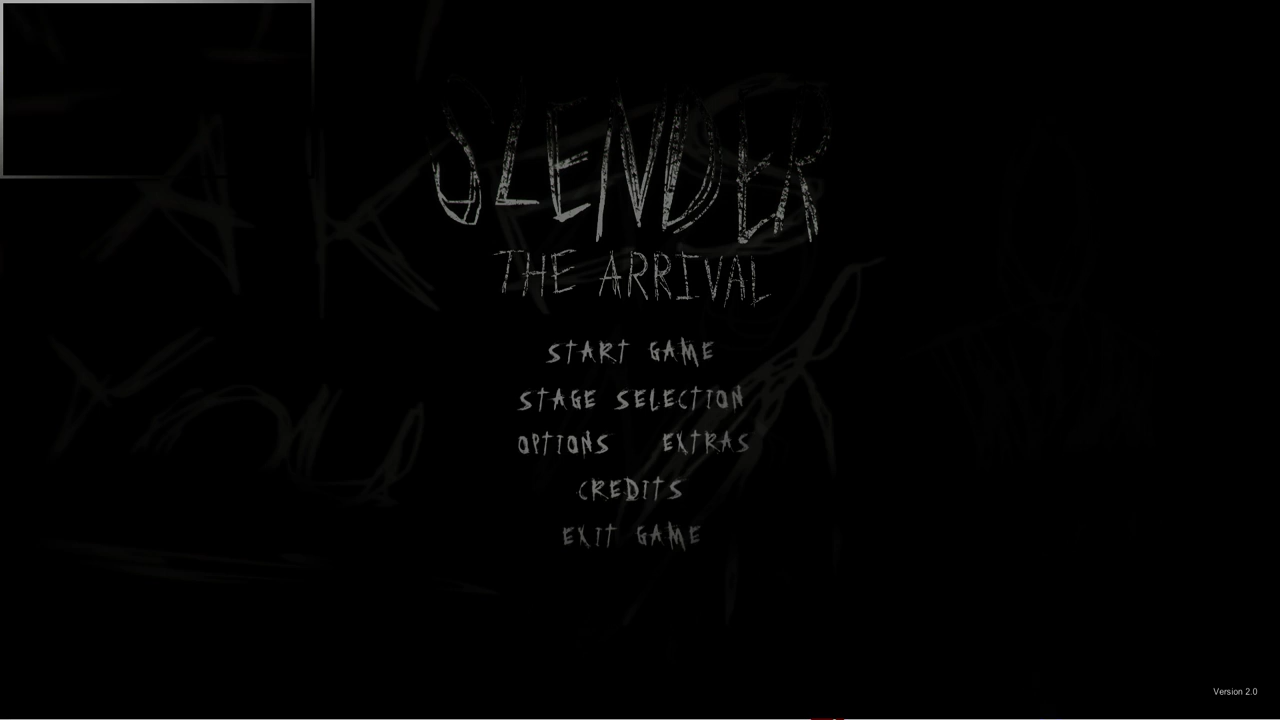 SLENDER
THE ARRIVAL
START GAME
STAGE SELECTION
OPTIONS EXTRAS
CREDITS
EXIT GAME
Version 2.0